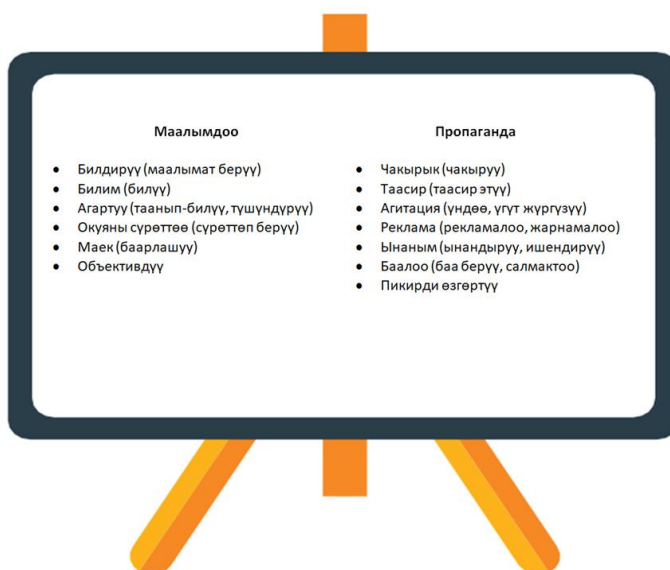 Маалымдоо
• Билдирүү (маалымат берүү)
• Билим (билүү)
• Агартуу (таанып-билүү, түшүндүрүү)
• Окуяны сүрөттөө (сүрөттөп берүү)
• Маек (баарлашуу)
• Объективдүү
Пропаганда
• Чакырык (чакыруу)
• Таасир (таасир этүү)
• Агитация (үндөө, үгүт жүргүзүү)
• Реклама (рекламалоо, жарнамалоо)
• Ынаным (ынандыруу, ишендирүү)
• Баалоо (баа берүү, салмактоо)
• Пикирди өзгөртүү